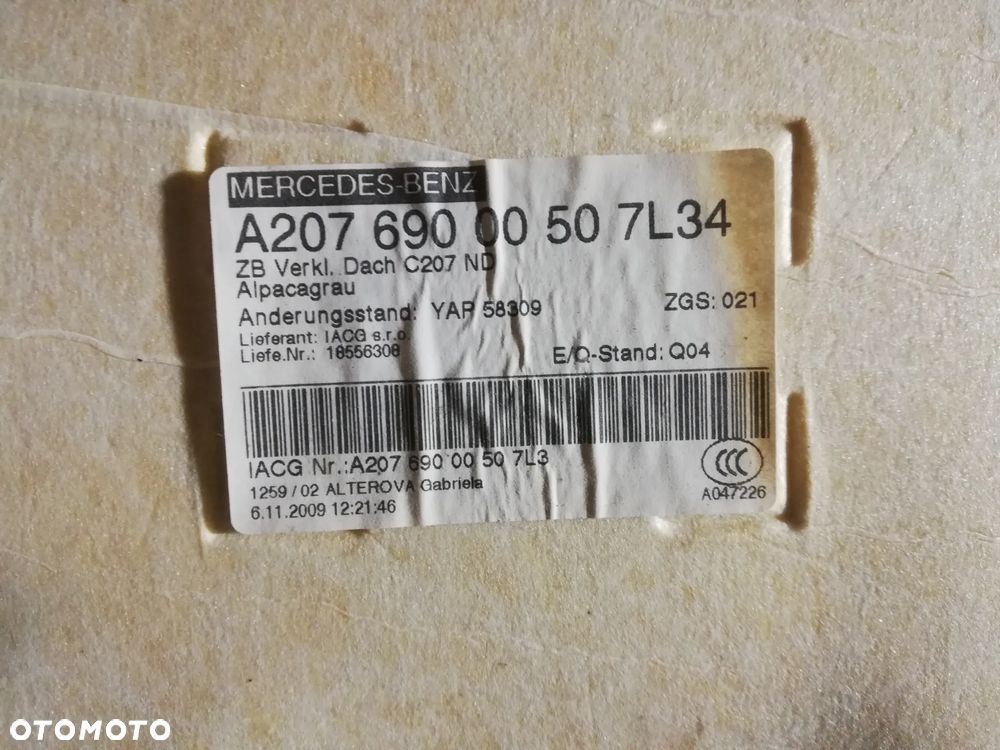 MERCEDES-BENZ
A207 690 00 50 7L34
ZB Verkl. Dach C207 ND
Alpacagrau
Anderungsstand: YAP 58309
ZGS: 021
Lieferant: IACG s.r.o.
Liefe.Nr.: 18556308
E/Q-Stand: Q04
IACG Nr.:A207 690 00 50 7L3
CCC
1259 / 02 ALTEROVA Gabriela
A047226
6.11.2009 12:21:46
OTOMOTO